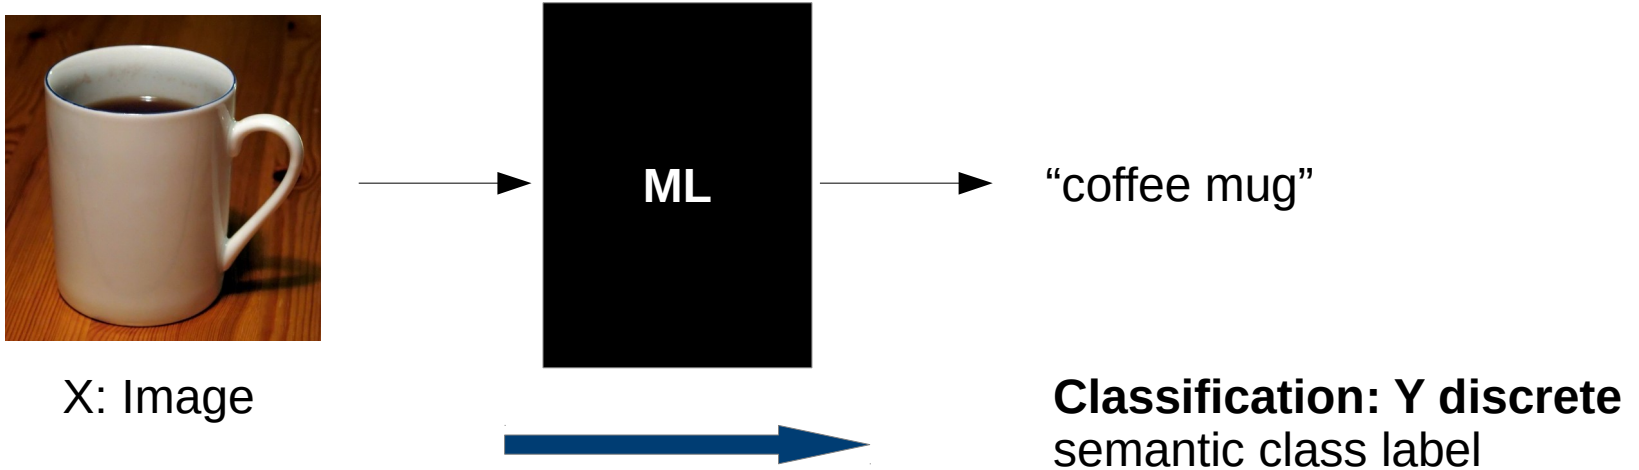 ML
“coffee mug”
X: Image
Classification: Y discrete
semantic class label